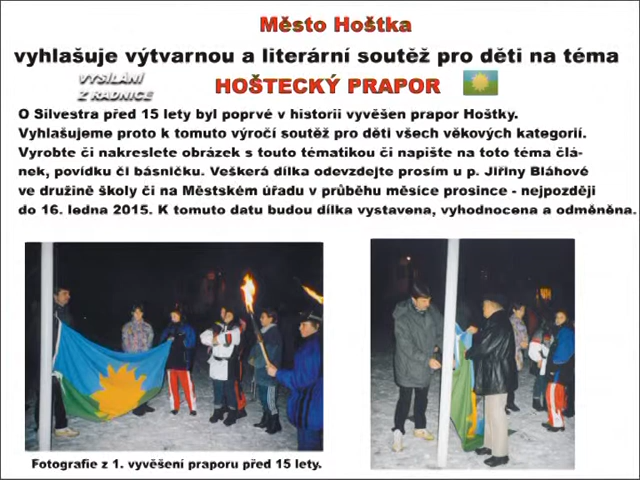 Město Hoštka
vyhlašuje výtvarnou a literární soutěž pro děti na téma
VYSÍLÁNÍ
Z RADNICE
HOŠTECKÝ PRAPOR
O Silvestra před 15 lety byl poprvé v historii vyvěšen prapor Hoštky.
Vyhlašujeme proto k tomuto výročí soutěž pro děti všech věkových kategorií.
Vyrobte či nakreslete obrázek s touto tématikou či napište na toto téma člá-
nek, povídku či básničku. Veškerá dílka odevzdejte prosím u p. Jiřiny Bláhové
ve družině školy či na Městském úřadu v průběhu měsíce prosince - nejpozději
do 16. ledna 2015. K tomuto datu budou dílka vystavena, vyhodnocena a odměněna.
Fotografie z 1. vyvěšení praporu před 15 lety.